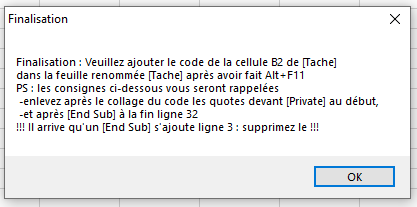 Finalisation
Finalisation : Veuillez ajouter le code de la cellule B2 de [Tache]
dans la feuille renommée [Tache] après avoir fait Alt+F11
PS : les consignes ci-dessous vous seront rappelées
-enlevez après le collage du code les quotes devant [Private] au début,
-et après [End Sub] à la fin ligne 32
!!! Il arrive qu'un [End Sub] s'ajoute ligne 3 : supprimez le !!!
OK